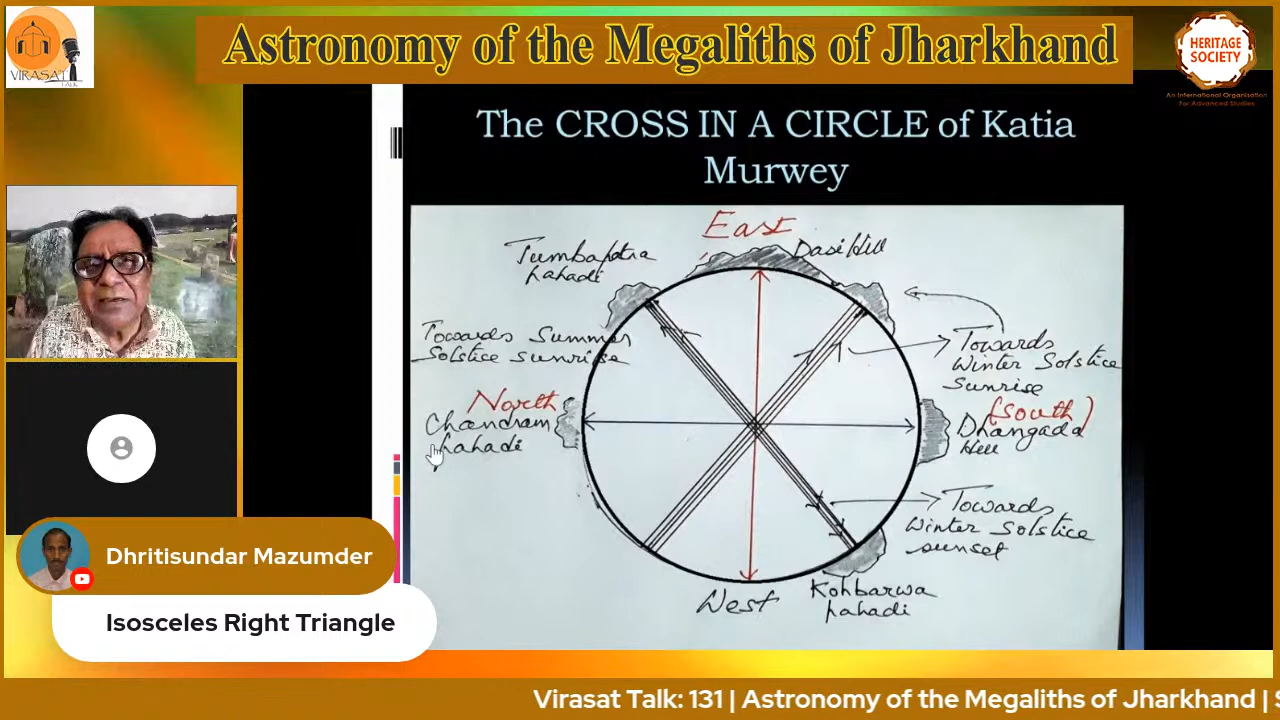 Astronomy of the Megaliths of Jharkhand
VIRASAT
TALK
HERITAGE
SOCIETY
An International Organisation
For Advanced Studies
The CROSS IN A CIRCLE of Katia
Murwey
East
Tumbaptra
pahadi
Dasi Hill
Towards Summer
Solstice sunrise
Towards
Winter Solstice
Sunrise
North
Chandram
pahadi
(South)
Dhangada
Hill
Towards
Winter Solstice
sunset
West
Kohbarwa
pahadi
Dhritisundar Mazumder
Isosceles Right Triangle
Virasat Talk: 131 | Astronomy of the Megaliths of Jharkhand | S